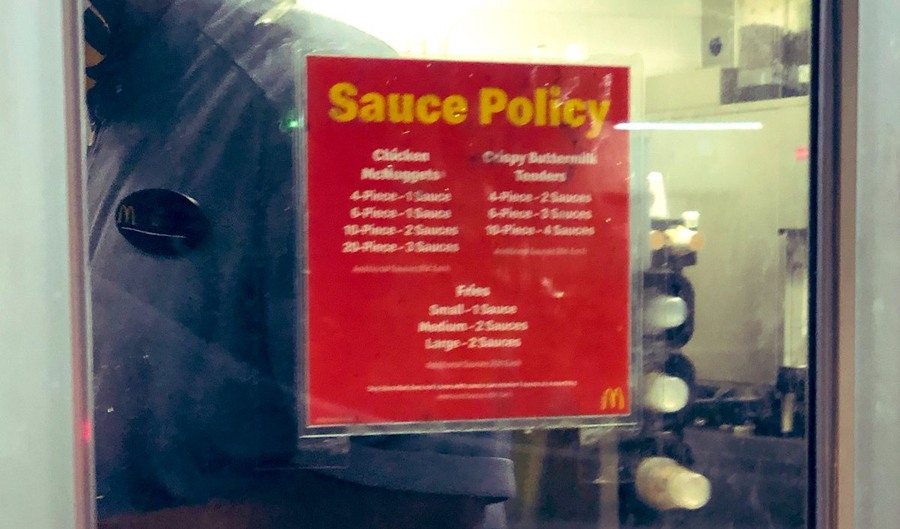 Sauce Policy
Chicken
McNuggets
4-Piece - 1 Sauce
6-Piece - 1 Sauce
10-Piece - 2 Sauces
20-Piece - 3 Sauces
Crispy Buttermilk
Tenders
4-Piece - 2 Sauces
6-Piece - 3 Sauces
10-Piece - 4 Sauces
Fries
Small - 1 Sauce
Medium - 2 Sauces
Large - 2 Sauces